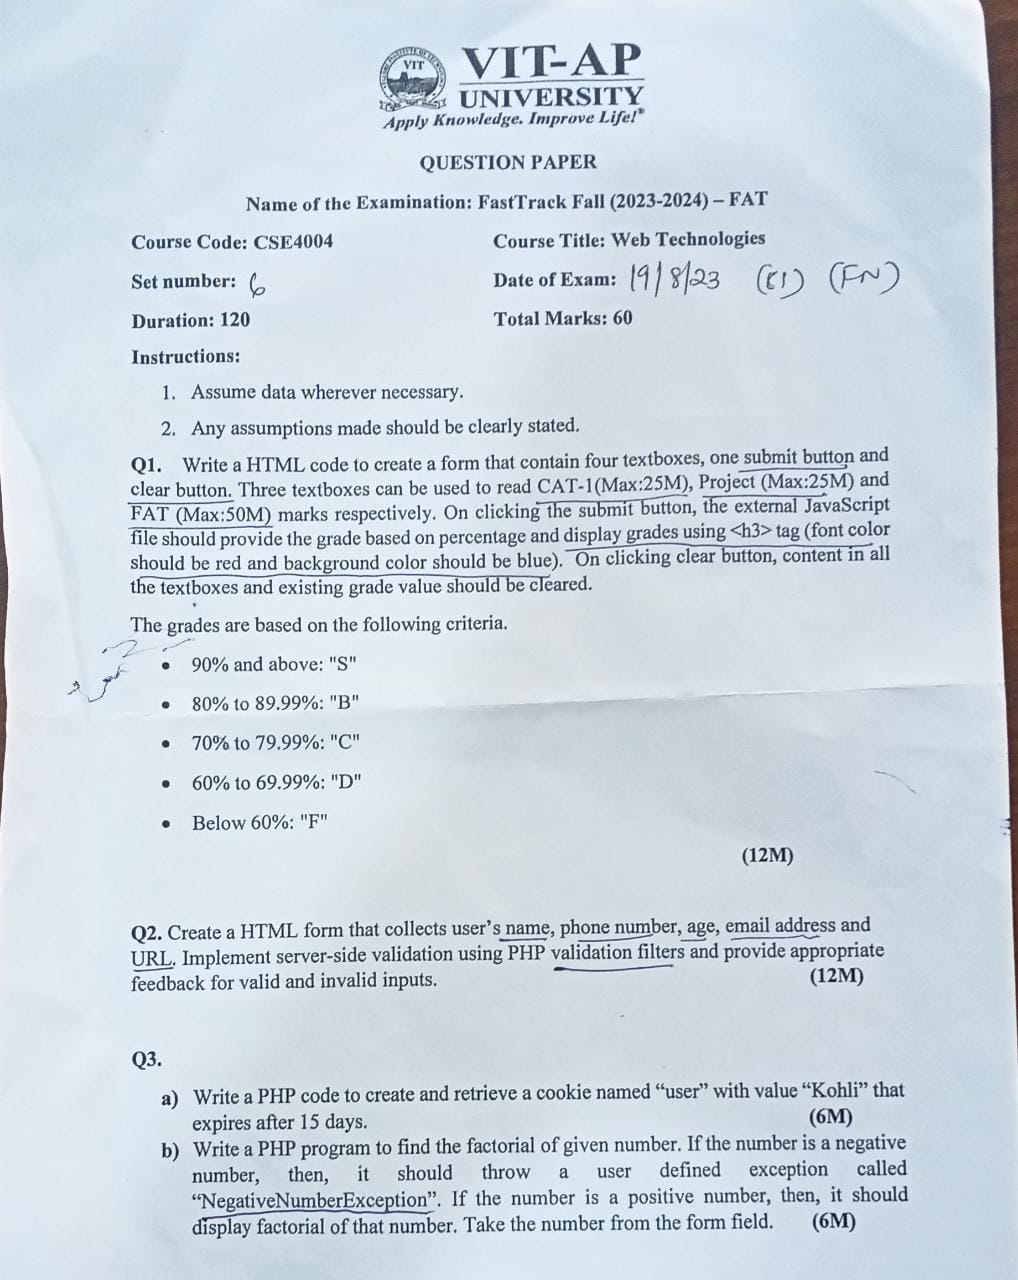 VIT
VIT-AP
UNIVERSITY
Apply Knowledge. Improve Life!®
QUESTION PAPER
Name of the Examination: FastTrack Fall (2023-2024) – FAT
Course Code: CSE4004 Course Title: Web Technologies
Set number: 6 Date of Exam: 19/8/23 (E1) (FN)
Duration: 120 Total Marks: 60
Instructions:
1. Assume data wherever necessary.
2. Any assumptions made should be clearly stated.
Q1. Write a HTML code to create a form that contain four textboxes, one submit button and
clear button. Three textboxes can be used to read CAT-1(Max:25M), Project (Max:25M) and
FAT (Max:50M) marks respectively. On clicking the submit button, the external JavaScript
file should provide the grade based on percentage and display grades using <h3> tag (font color
should be red and background color should be blue). On clicking clear button, content in all
the textboxes and existing grade value should be cleared.
The grades are based on the following criteria.
• 90% and above: "S"
• 80% to 89.99%: "B"
• 70% to 79.99%: "C"
• 60% to 69.99%: "D"
• Below 60%: "F"
(12M)
Q2. Create a HTML form that collects user’s name, phone number, age, email address and
URL. Implement server-side validation using PHP validation filters and provide appropriate
feedback for valid and invalid inputs. (12M)
Q3.
a) Write a PHP code to create and retrieve a cookie named “user” with value “Kohli” that
expires after 15 days. (6M)
b) Write a PHP program to find the factorial of given number. If the number is a negative
number, then, it should throw a user defined exception called
“NegativeNumberException”. If the number is a positive number, then, it should
display factorial of that number. Take the number from the form field. (6M)